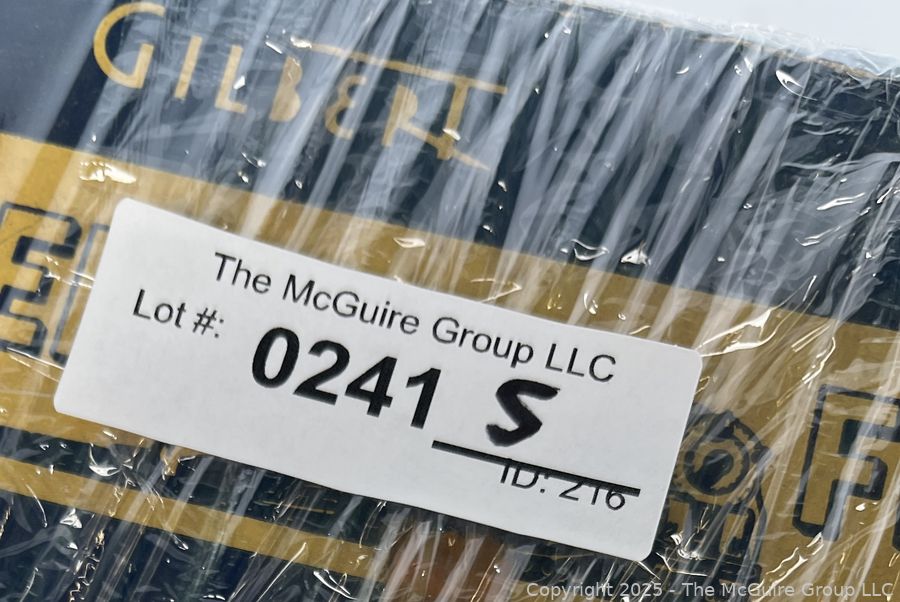 GILBERT
The McGuire Group LLC
Lot #: 0241 S
ID: 216
Copyright 2025 - The McGuire Group LLC